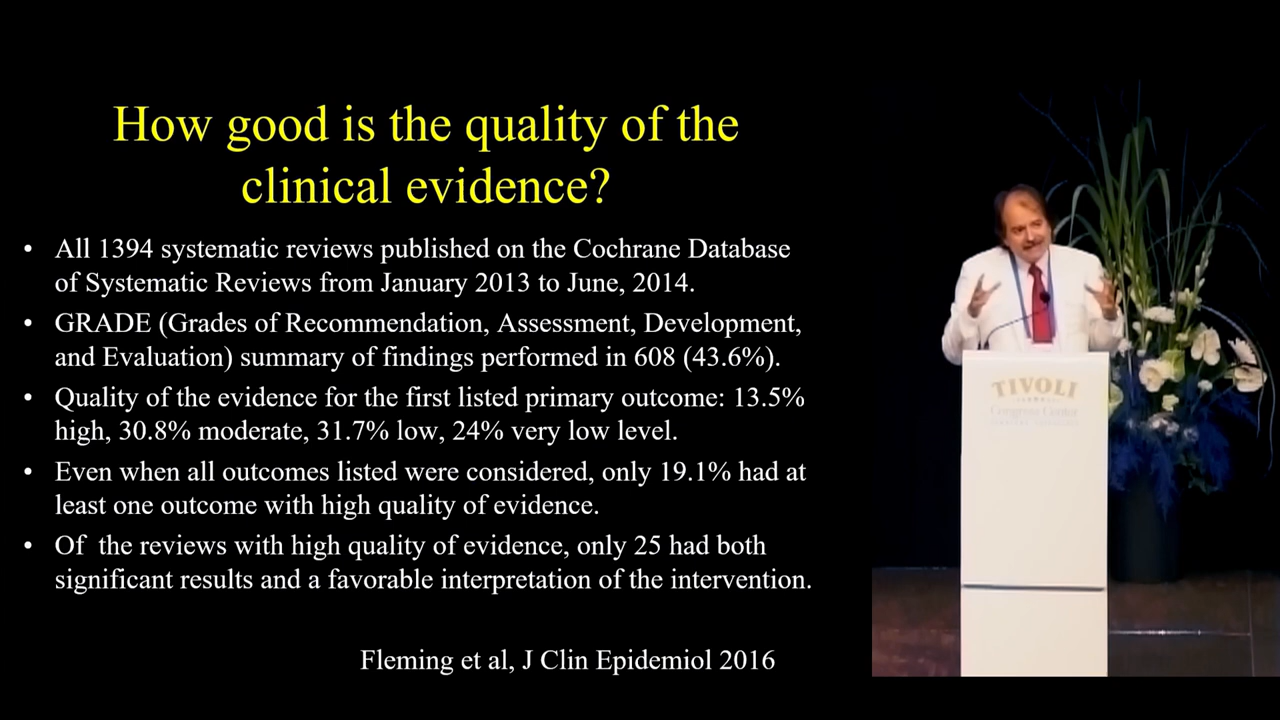 How good is the quality of the
clinical evidence?
• All 1394 systematic reviews published on the Cochrane Database
of Systematic Reviews from January 2013 to June, 2014.
• GRADE (Grades of Recommendation, Assessment, Development,
and Evaluation) summary of findings performed in 608 (43.6%).
• Quality of the evidence for the first listed primary outcome: 13.5%
high, 30.8% moderate, 31.7% low, 24% very low level.
• Even when all outcomes listed were considered, only 19.1% had at
least one outcome with high quality of evidence.
• Of  the reviews with high quality of evidence, only 25 had both
significant results and a favorable interpretation of the intervention.
Fleming et al, J Clin Epidemiol 2016
TIVOLI
Congress Center